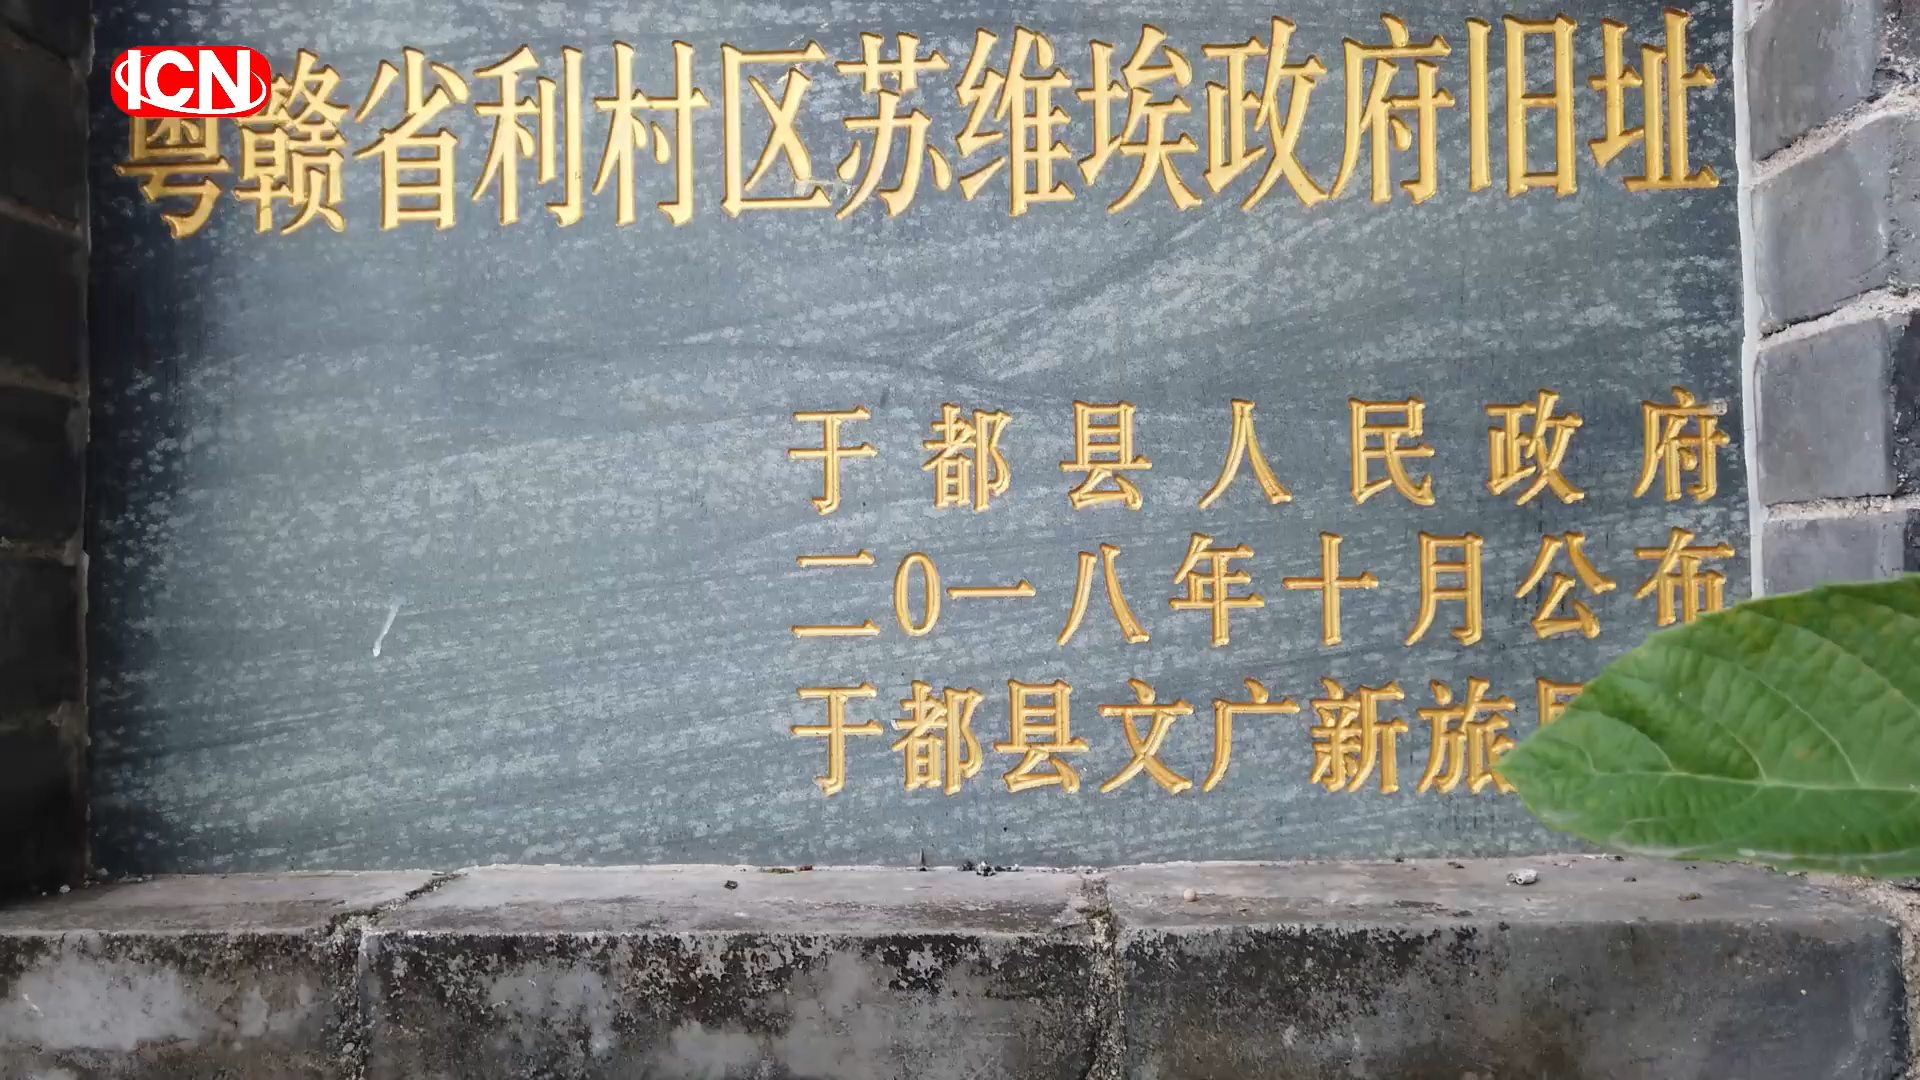 ICN
粤赣省利村区苏维埃政府旧址
于都县人民政府
二0一八年十月公布
于都县文广新旅